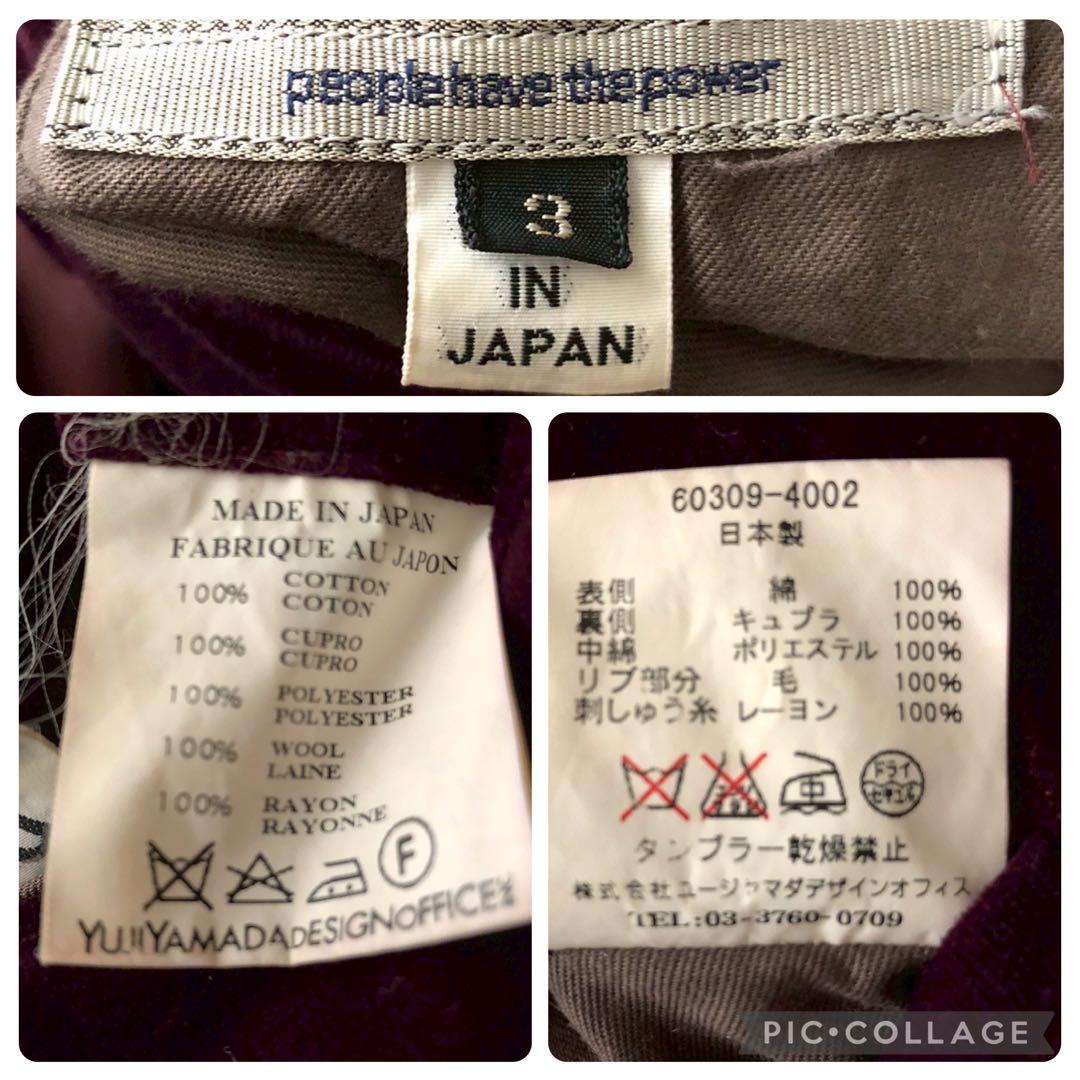 people have the power
3
IN
JAPAN
MADE IN JAPAN
FABRIQUE AU JAPON
100% COTTON
COTON
100% CUPRO
CUPRO
100% POLYESTER
POLYESTER
100% WOOL
LAINE
100% RAYON
RAYONNE
F
YUJIYAMADADESIGNOFFICE
60309-4002
日本製
表側 綿 100%
裏側 キュプラ 100%
中綿 ポリエステル 100%
リブ部分 毛 100%
刺しゅう糸 レーヨン 100%
中 ドライ
セキユ系
タンブラー乾燥禁止
株式会社ユージヤマダデザインオフィス
TEL:03-3760-0709
PIC•COLLAGE